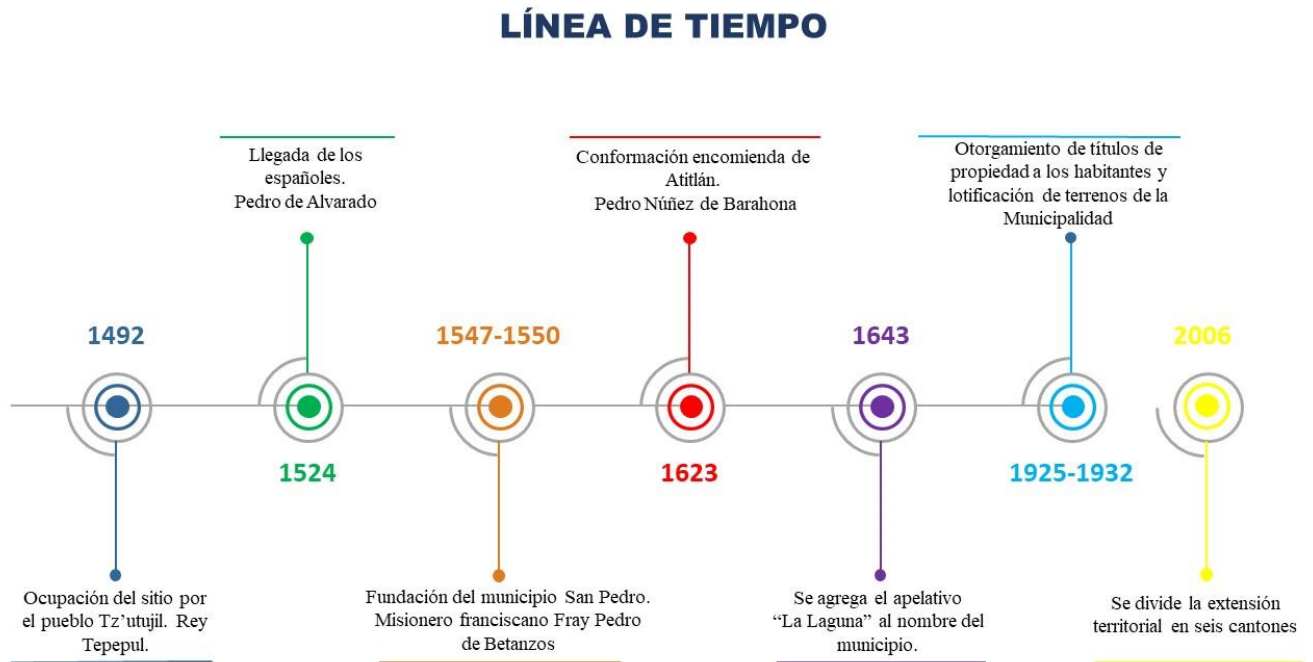 LÍNEA DE TIEMPO
1492
Ocupación del sitio por
el pueblo Tz’utujil. Rey
Tepepul.
Llegada de los
españoles.
Pedro de Alvarado
1524
1547-1550
Fundación del municipio San Pedro.
Misionero franciscano Fray Pedro
de Betanzos
Conformación encomienda de
Atitlán.
Pedro Núñez de Barahona
1623
1643
Se agrega el apelativo
“La Laguna” al nombre del
municipio.
Otorgamiento de títulos de
propiedad a los habitantes y
lotificación de terrenos de la
Municipalidad
1925-1932
2006
Se divide la extensión
territorial en seis cantones